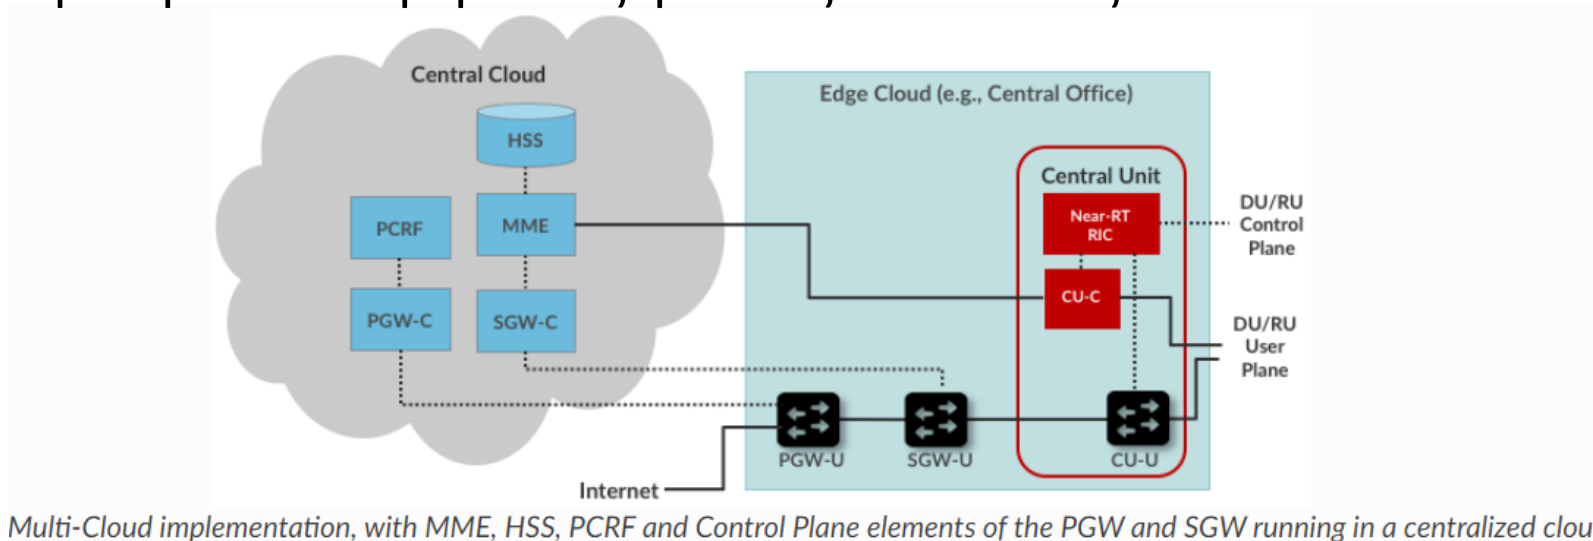 Central Cloud
HSS
PCRF
MME
PGW-C
SGW-C
Edge Cloud (e.g., Central Office)
Central Unit
Near-RT
RIC
CU-C
DU/RU
Control
Plane
DU/RU
User
Plane
PGW-U
SGW-U
CU-U
Internet
Multi-Cloud implementation, with MME, HSS, PCRF and Control Plane elements of the PGW and SGW running in a centralized clou